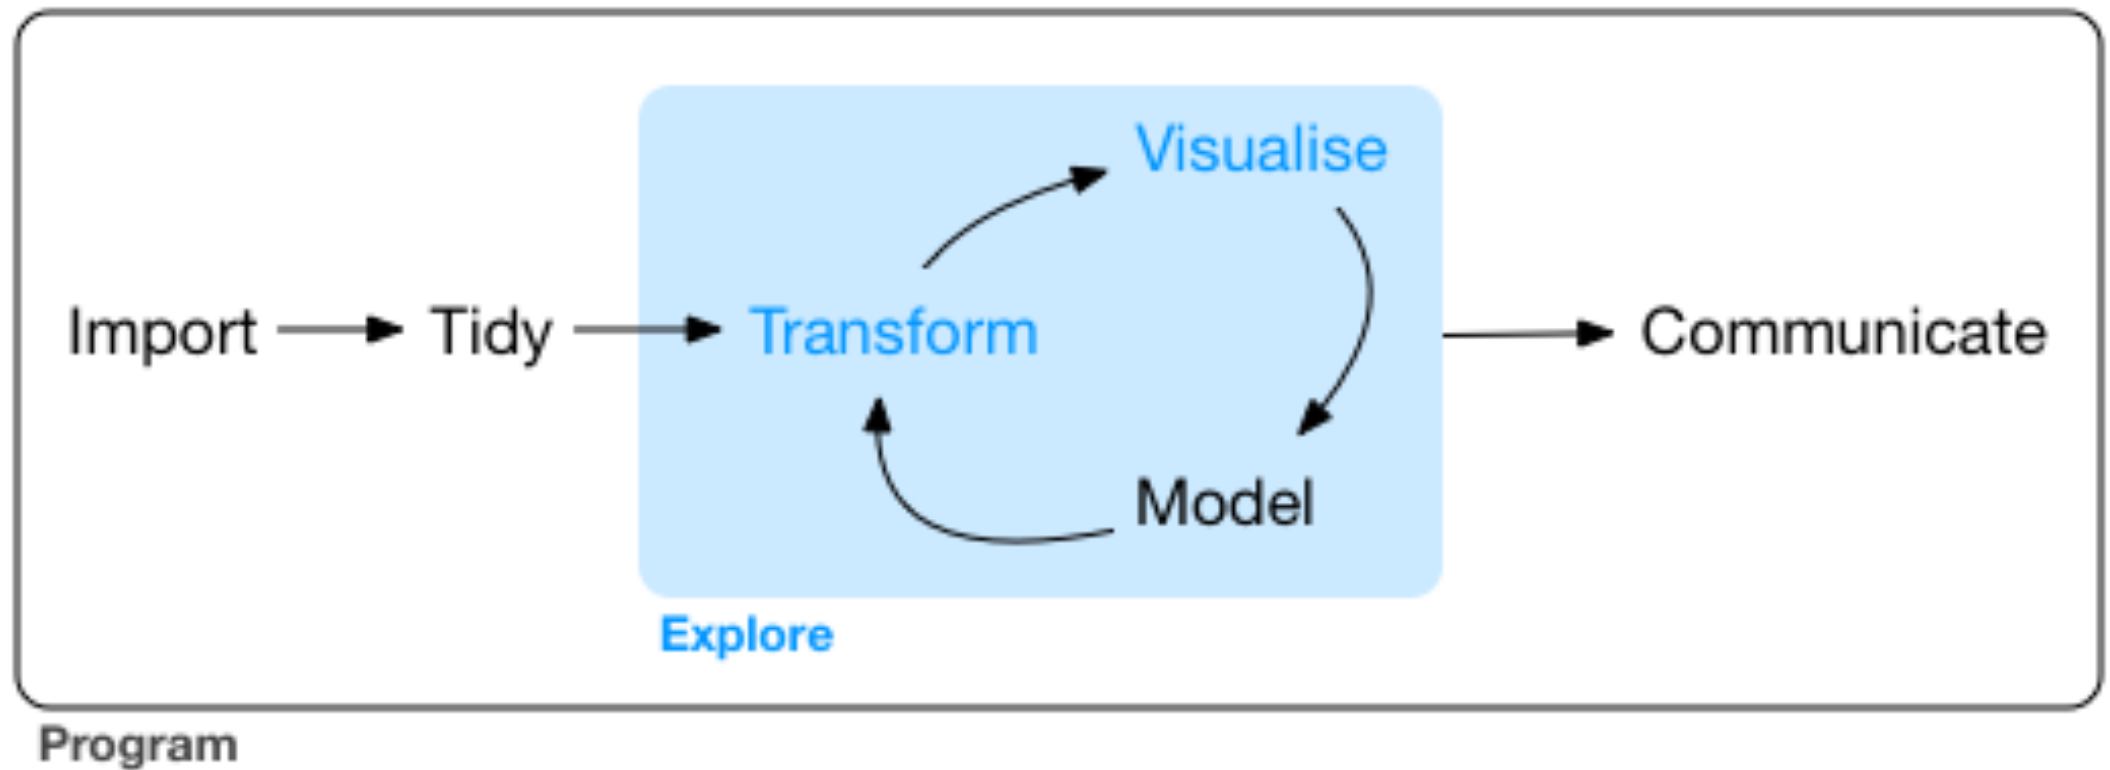 Visualise
Import Tidy Transform Communicate
Model
Explore
Program